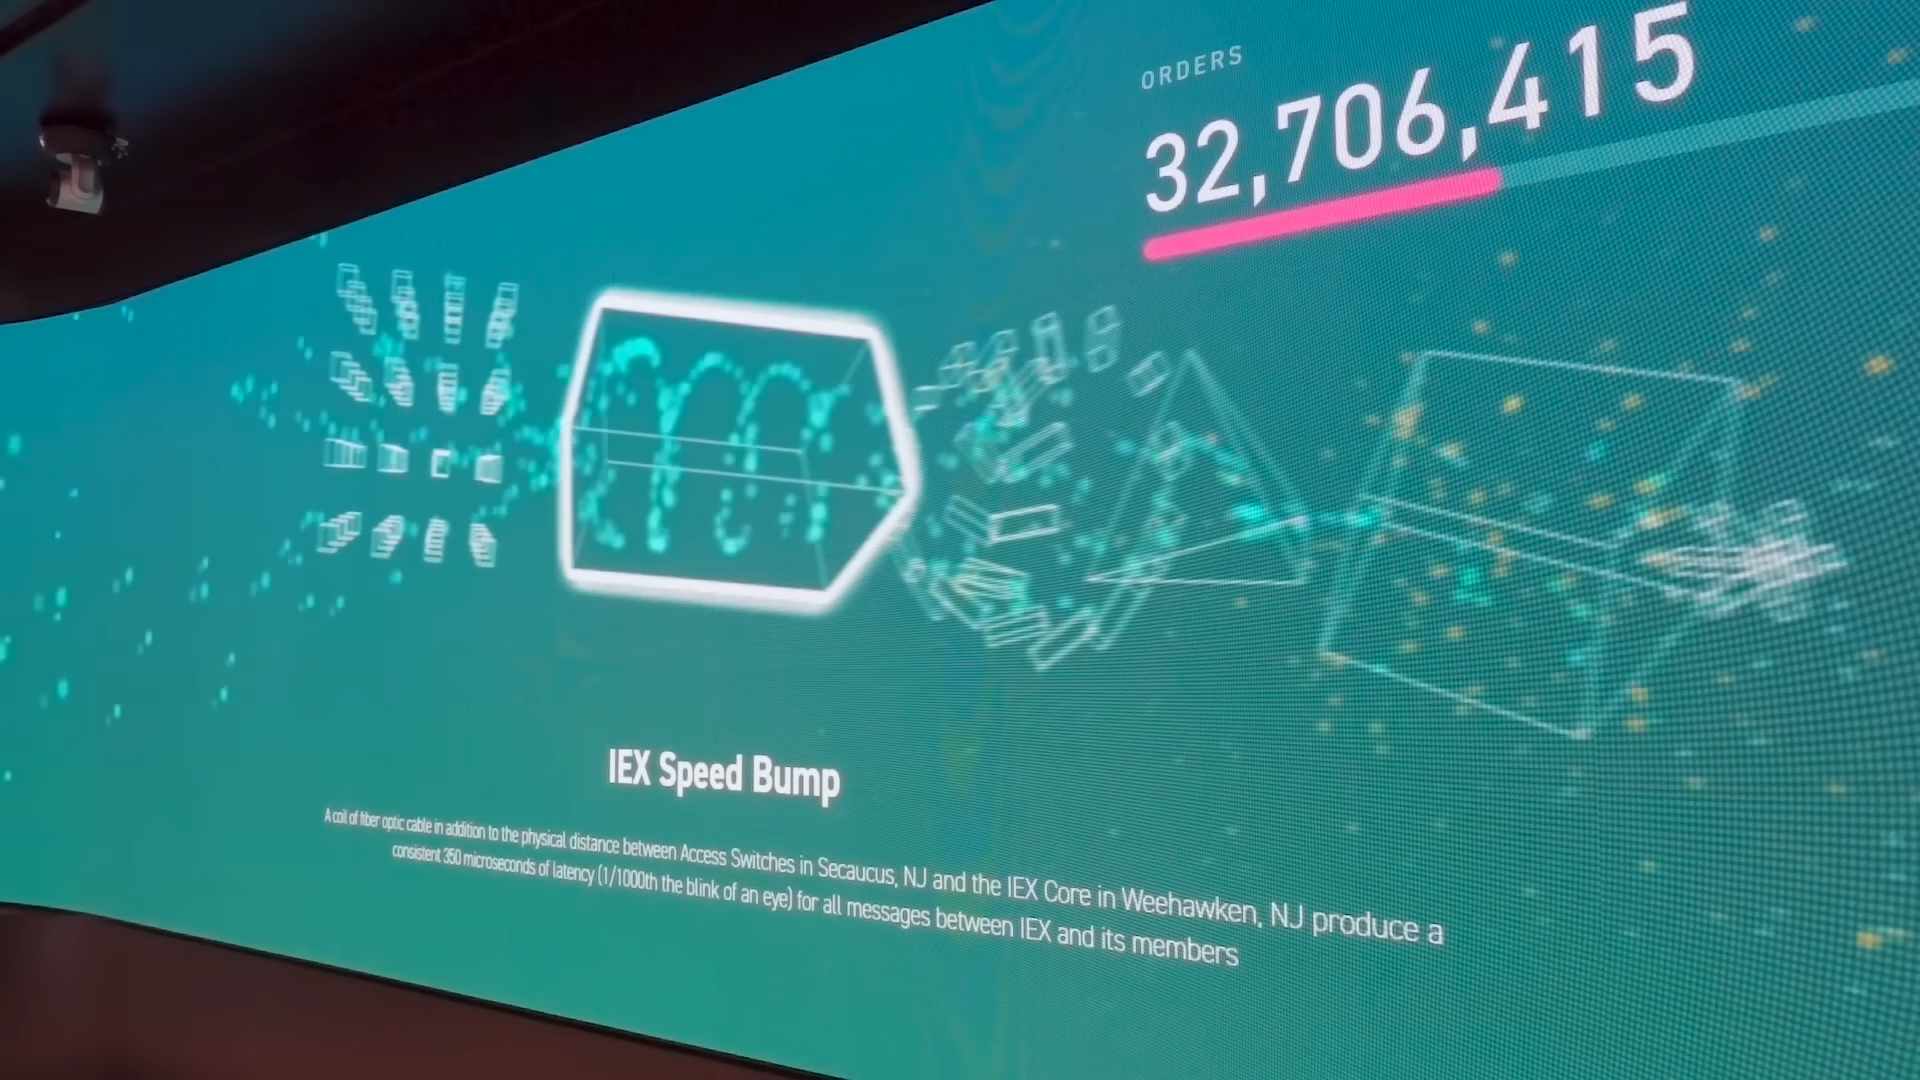 ORDERS
32,706,415
IEX Speed Bump
A coil of fiber optic cable in addition to the physical distance between Access Switches in Secaucus, NJ and the IEX Core in Weehawken, NJ produce a
consistent 350 microseconds of latency (1/1000th the blink of an eye) for all messages between IEX and its members